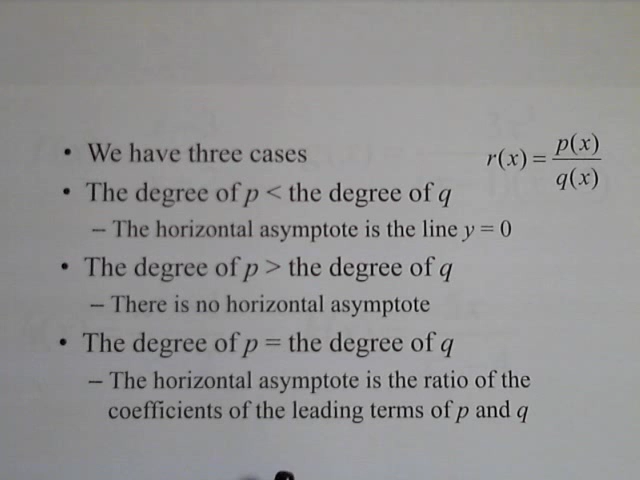 • We have three cases
r(x) = p(x)/q(x)
• The degree of p < the degree of q
– The horizontal asymptote is the line y = 0
• The degree of p > the degree of q
– There is no horizontal asymptote
• The degree of p = the degree of q
– The horizontal asymptote is the ratio of the
coefficients of the leading terms of p and q